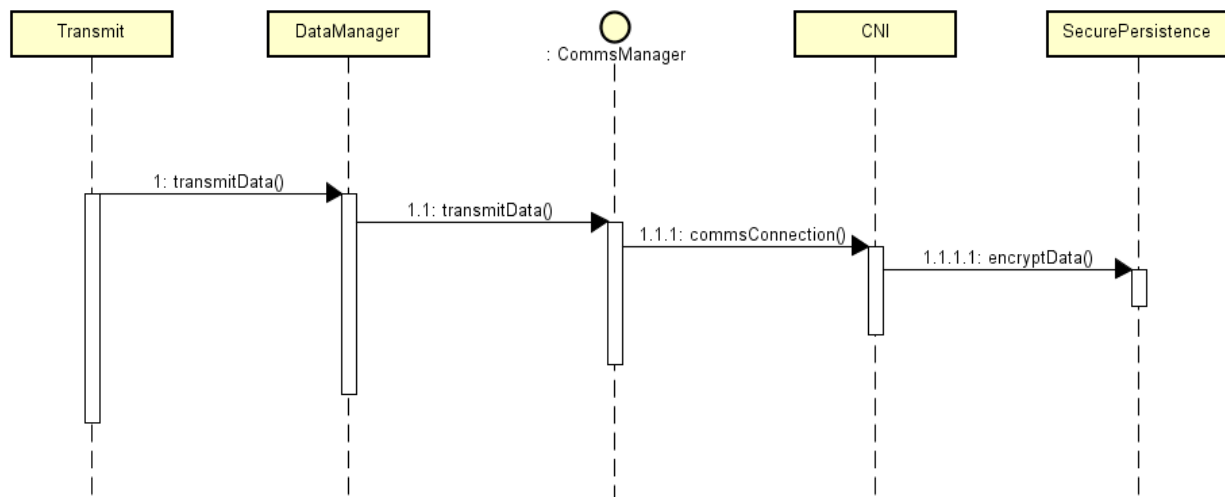 Transmit
DataManager
: CommsManager
CNI
SecurePersistence
1: transmitData()
1.1: transmitData()
1.1.1: commsConnection()
1.1.1.1: encryptData()